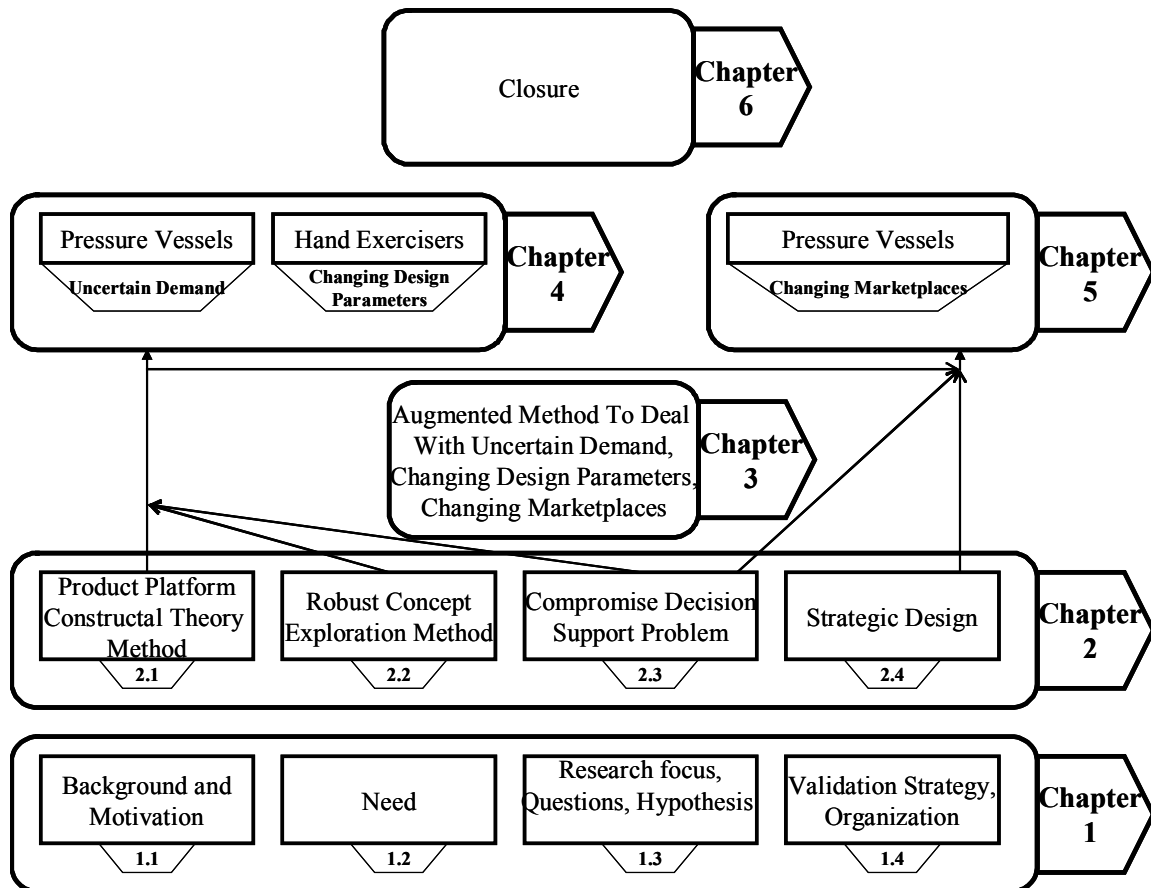 Closure
Chapter
6
Pressure Vessels
Uncertain Demand
Hand Exercisers
Changing Design
Parameters
Chapter
4
Pressure Vessels
Changing Marketplaces
Chapter
5
Augmented Method To Deal
With Uncertain Demand,
Changing Design Parameters,
Changing Marketplaces
Chapter
3
Product Platform
Constructal Theory
Method
2.1
Robust Concept
Exploration Method
2.2
Compromise Decision
Support Problem
2.3
Strategic Design
2.4
Chapter
2
Background and
Motivation
1.1
Need
1.2
Research focus,
Questions, Hypothesis
1.3
Validation Strategy,
Organization
1.4
Chapter
1